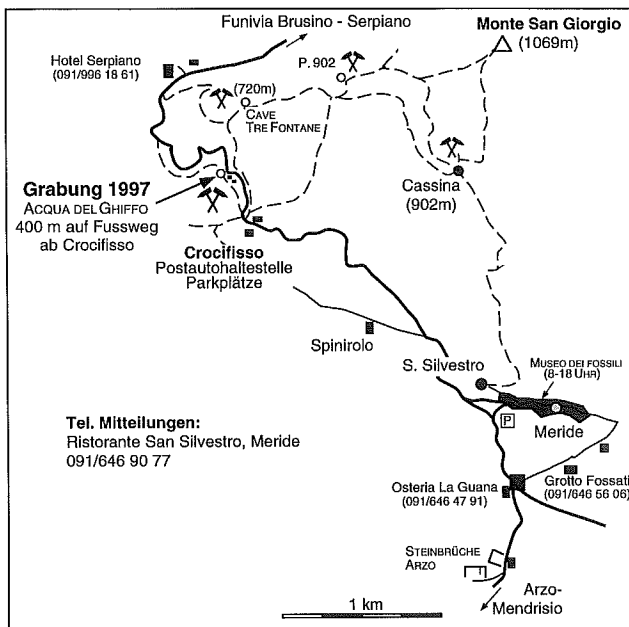 Funivia Brusino - Serpiano
Monte San Giorgio
(1069m)
Hotel Serpiano
(091/996 18 61)
P. 902
(720m)
CAVE
TRE FONTANE
Cassina
(902m)
Grabung 1997
ACQUA DEL GHIFFO
400 m auf Fussweg
ab Crocifisso
Crocifisso
Postautohaltestelle
Parkplätze
Spinirolo
S. Silvestro
MUSEO DEI FOSSILI
(8-18 UHR)
P
Meride
Tel. Mitteilungen:
Ristorante San Silvestro, Meride
091/646 90 77
Osteria La Guana
(091/646 47 91)
Grotto Fossati
(091/646 56 06)
STEINBRÜCHE
ARZO
1 km
Arzo-
Mendrisio